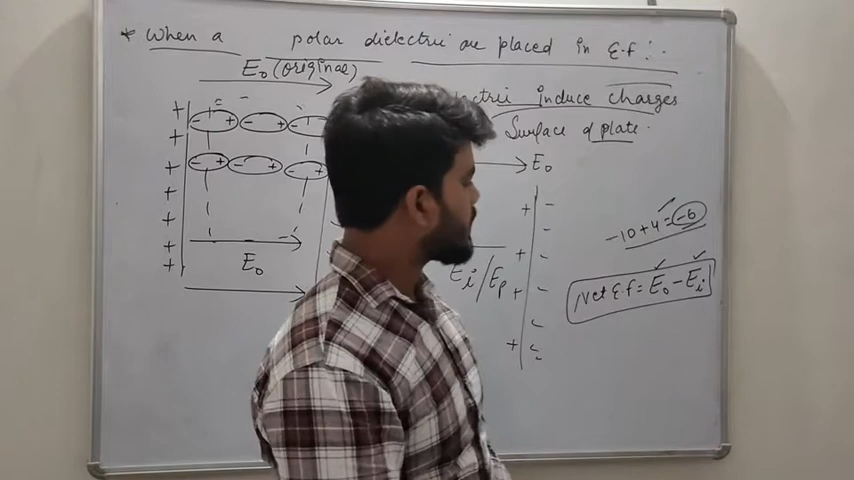 * When a polar dielectric are placed in E.f :-
E₀ (original)
induce charges
Surface of plate.
E₀
-10+4 = -6
E₀
Ei/Ep
Net E.f = E₀ - Ei